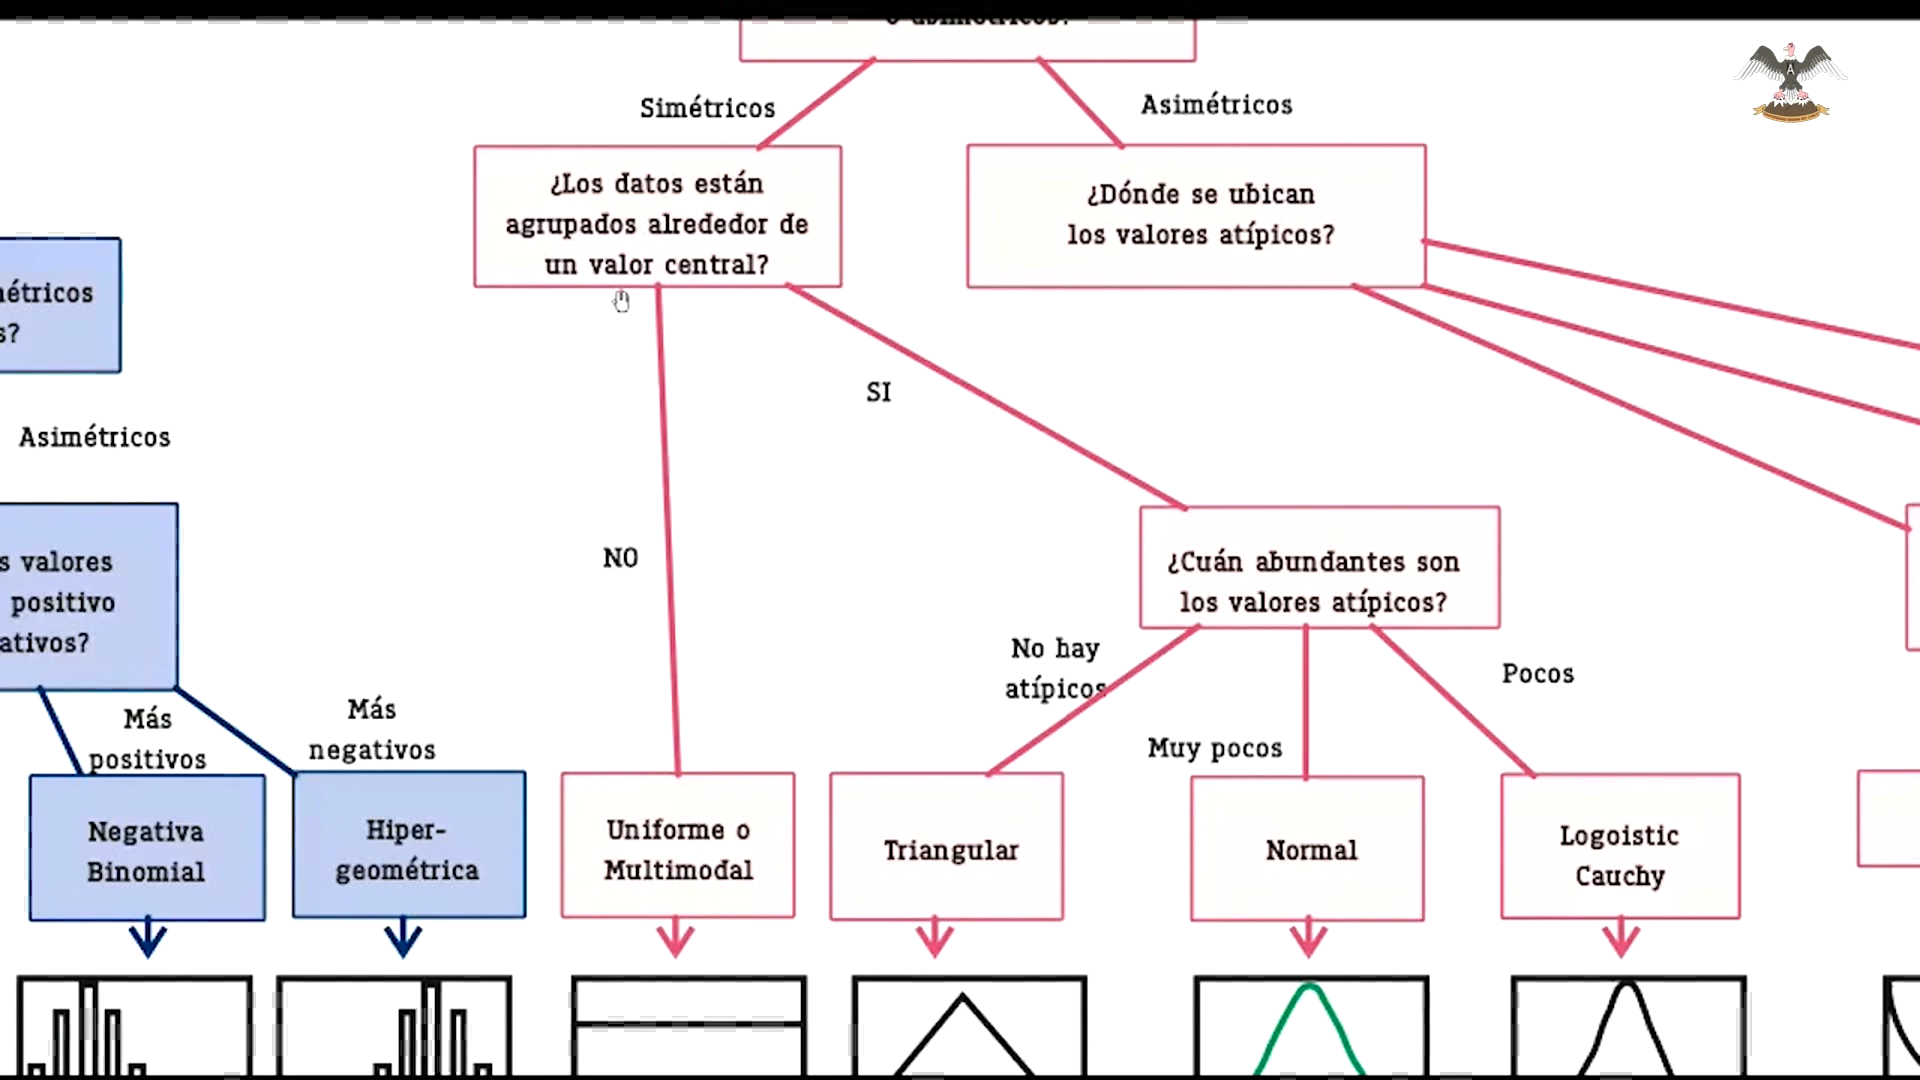 o asimétricos?
Simétricos
Asimétricos
¿Los datos están
agrupados alrededor de
un valor central?
¿Dónde se ubican
los valores atípicos?
s?
Asimétricos
SI
NO
s valores
positivo
¿Cuán abundantes son
los valores atípicos?
No hay
atípicos
Muy pocos
Pocos
Más
positivos
Más
negativos
Negativa
Binomial
Hiper-
geométrica
Uniforme o
Multimodal
Triangular
Normal
Logoistic
Cauchy
A